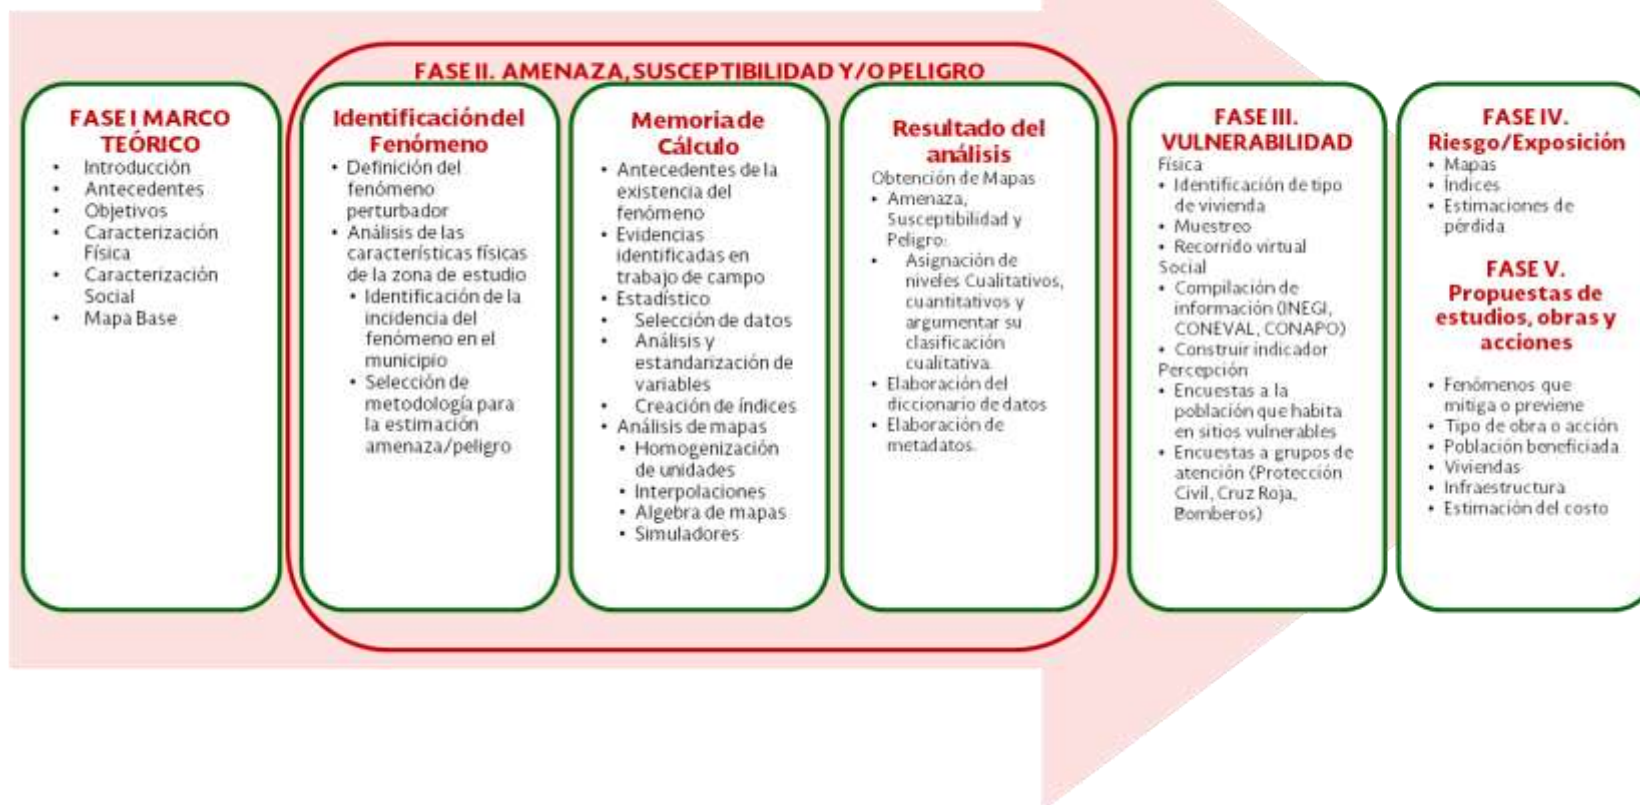 FASE II. AMENAZA, SUSCEPTIBILIDAD Y/O PELIGRO
FASE I MARCO
TEÓRICO
• Introducción
• Antecedentes
• Objetivos
• Caracterización
Física
• Caracterización
Social
• Mapa Base
Identificación del
Fenómeno
• Definición del
fenómeno
perturbador
• Análisis de las
características físicas
de la zona de estudio
• Identificación de la
incidencia del
fenómeno en el
municipio
• Selección de
metodología para
la estimación
amenaza/peligro
Memoria de
Cálculo
• Antecedentes de la
existencia del
fenómeno
• Evidencias
identificadas en
trabajo de campo
• Estadístico
• Selección de datos
• Análisis y
estandarización de
variables
• Creación de índices
• Análisis de mapas
• Homogenización
de unidades
• Interpolaciones
• Algebra de mapas
• Simuladores
Resultado del
análisis
Obtención de Mapas
• Amenaza,
Susceptibilidad y
Peligro:
• Asignación de
niveles Cualitativos,
cuantitativos y
argumentar su
clasificación
cualitativa.
• Elaboración del
diccionario de datos
• Elaboración de
metadatos.
FASE III.
VULNERABILIDAD
Física
• Identificación de tipo
de vivienda
• Muestreo
• Recorrido virtual
Social
• Compilación de
información (INEGI,
CONEVAL, CONAPO)
• Construir indicador
Percepción
• Encuestas a la
población que habita
en sitios vulnerables
• Encuestas a grupos de
atención (Protección
Civil, Cruz Roja,
Bomberos)
FASE IV.
Riesgo/Exposición
• Mapas
• Índices
• Estimaciones de
pérdida
FASE V.
Propuestas de
estudios, obras y
acciones
• Fenómenos que
mitiga o previene
• Tipo de obra o acción
• Población beneficiada
• Viviendas
• Infraestructura
• Estimación del costo